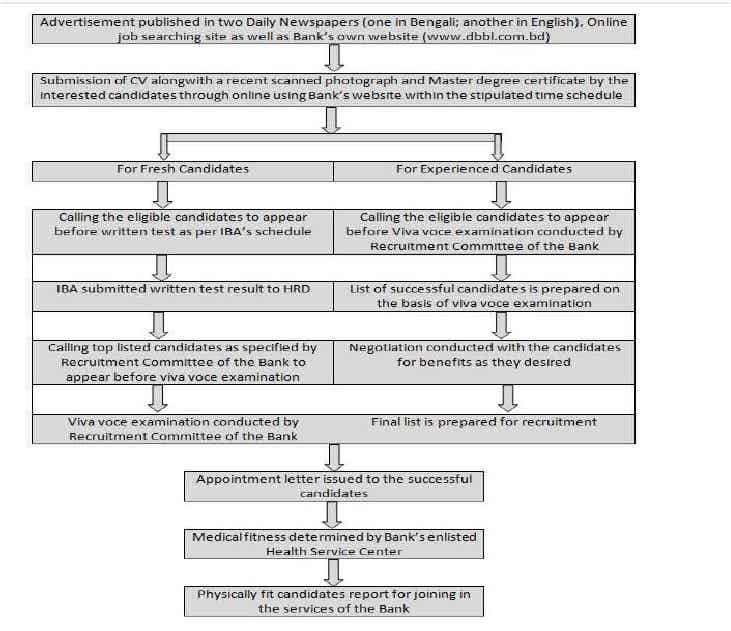 Advertisement published in two Daily Newspapers (one in Bengali; another in English), Online
job searching site as well as Bank's own website (www.dbbl.com.bd)
Submission of CV alongwith a recent scanned photograph and Master degree certificate by the
interested candidates through online using Bank's website within the stipulated time schedule
For Fresh Candidates
For Experienced Candidates
Calling the eligible candidates to appear
before written test as per IBA's schedule
Calling the eligible candidates to appear
before Viva voce examination conducted by
Recruitment Committee of the Bank
IBA submitted written test result to HRD
List of successful candidates is prepared on
the basis of viva voce examination
Calling top listed candidates as specified by
Recruitment Committee of the Bank to
appear before viva voce examination
Negotiation conducted with the candidates
for benefits as they desired
Viva voce examination conducted by
Recruitment Committee of the Bank
Final list is prepared for recruitment
Appointment letter issued to the successful
candidates
Medical fitness determined by Bank's enlisted
Health Service Center
Physically fit candidates report for joining in
the services of the Bank